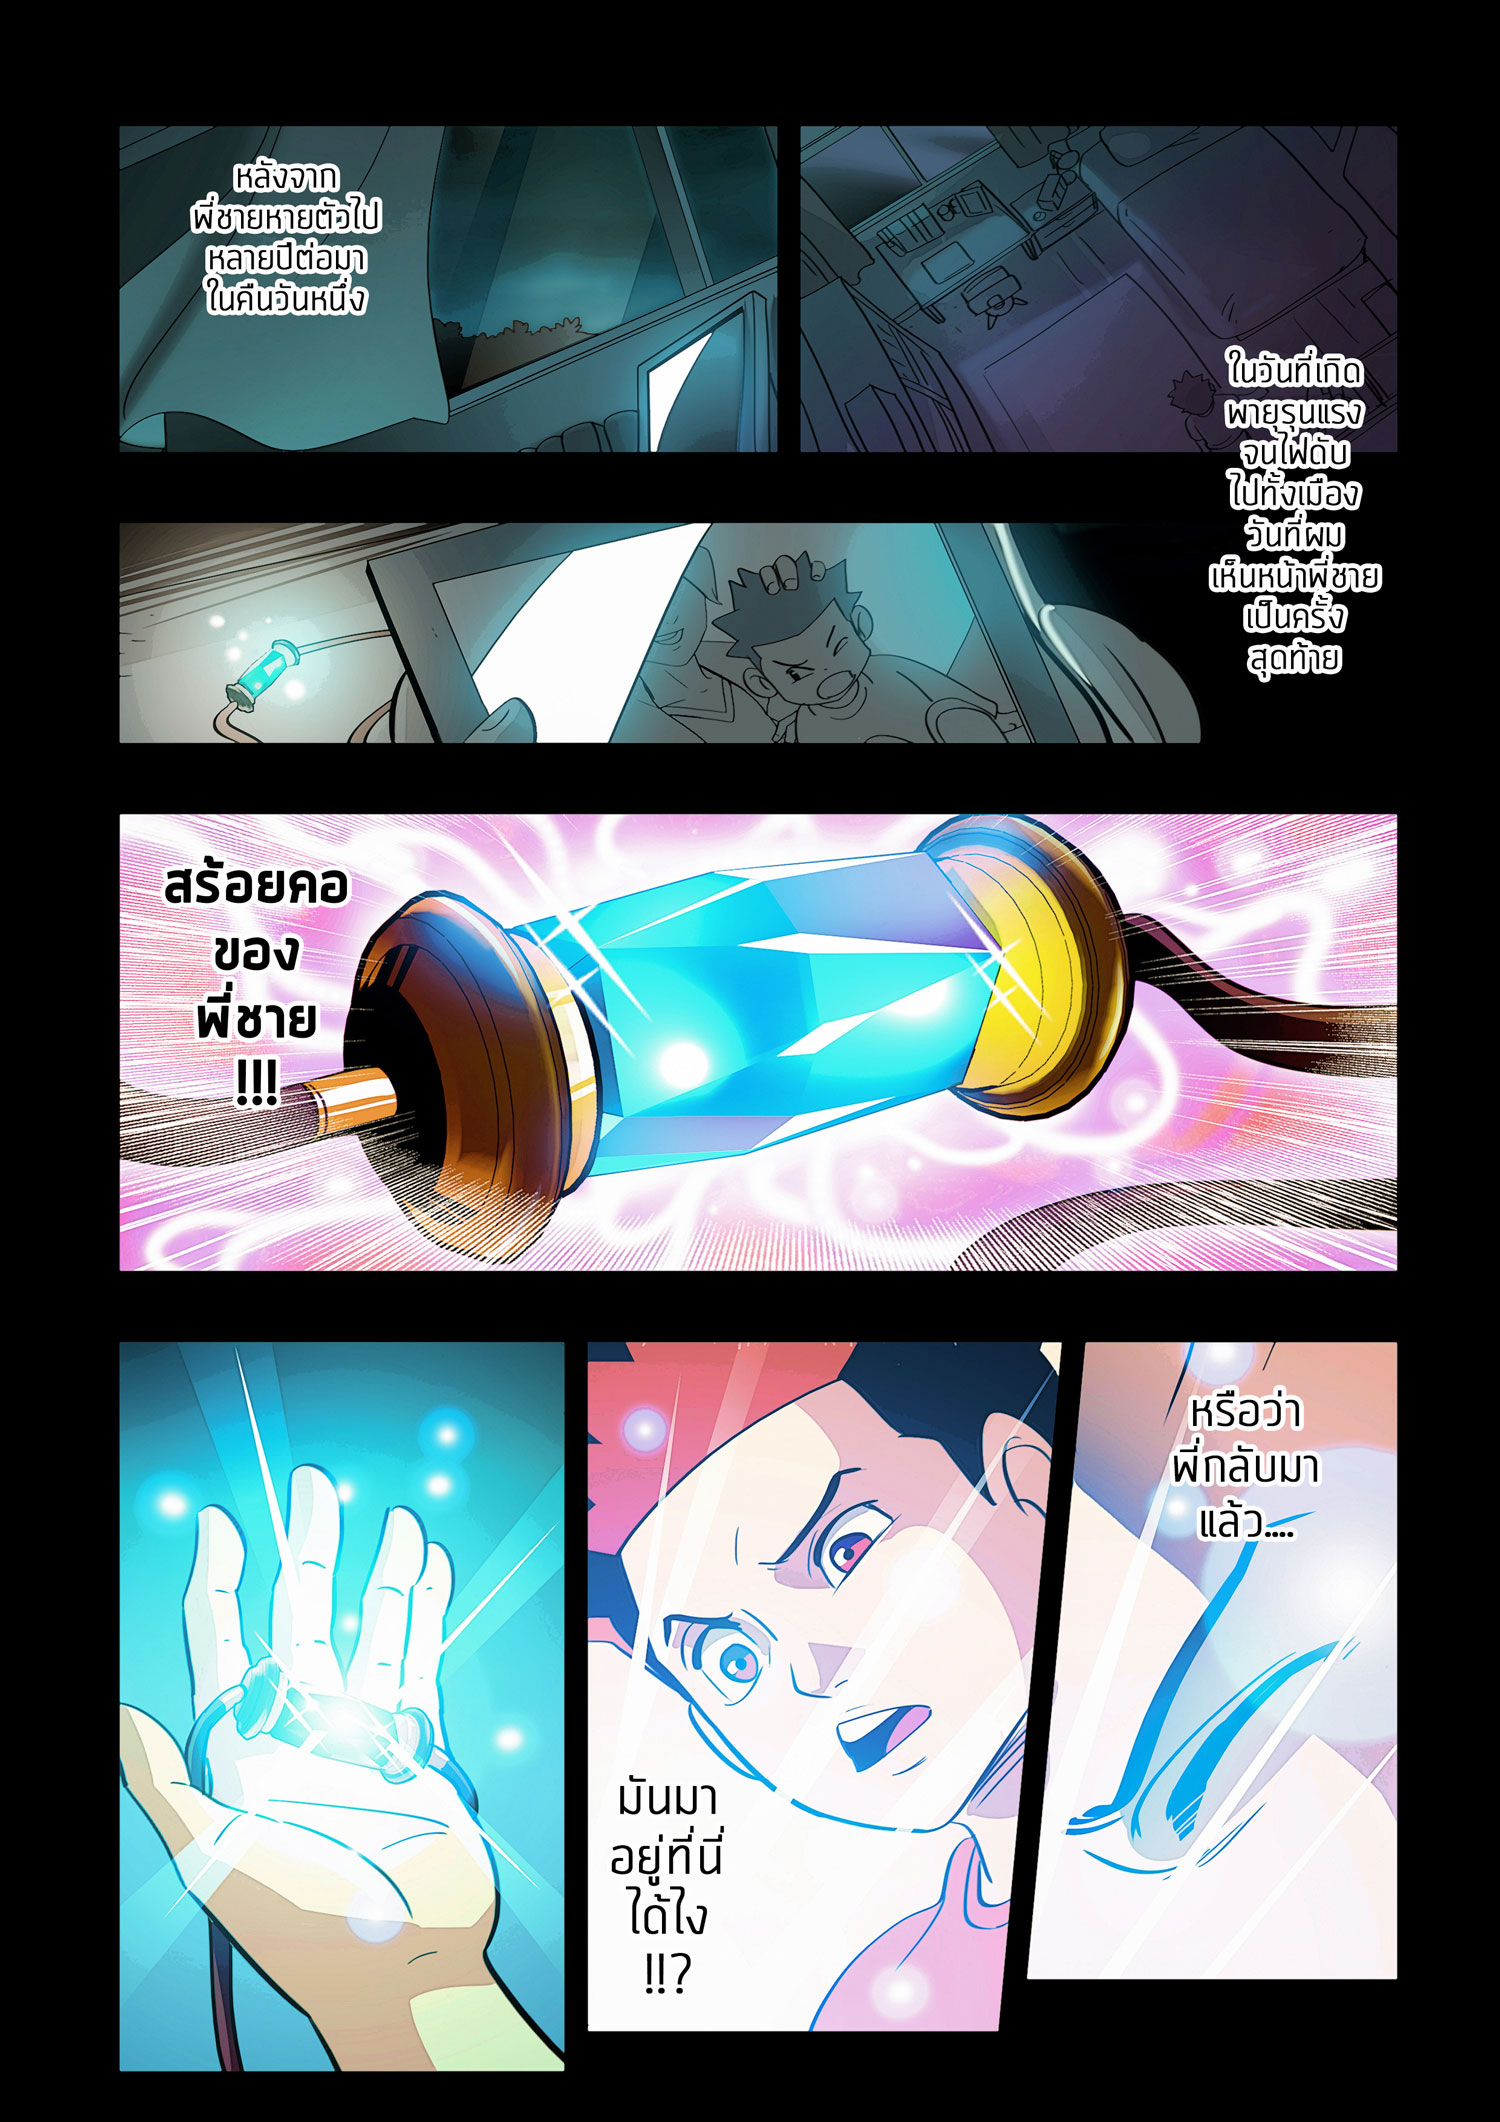 หลังจาก
พี่ชายหายตัวไป
หลายปีต่อมา
ในคืนวันหนึ่ง
ในวันที่เกิด
พายุรุนแรง
จนไฟดับ
ไปทั้งเมือง
วันที่ผม
เห็นหน้าพี่ชาย
เป็นครั้ง
สุดท้าย
สร้อยคอ
ของ
พี่ชาย
!!!
มันมา
อยู่ที่นี่
ได้ไง
!!?
หรือว่า
พี่กลับมา
แล้ว....